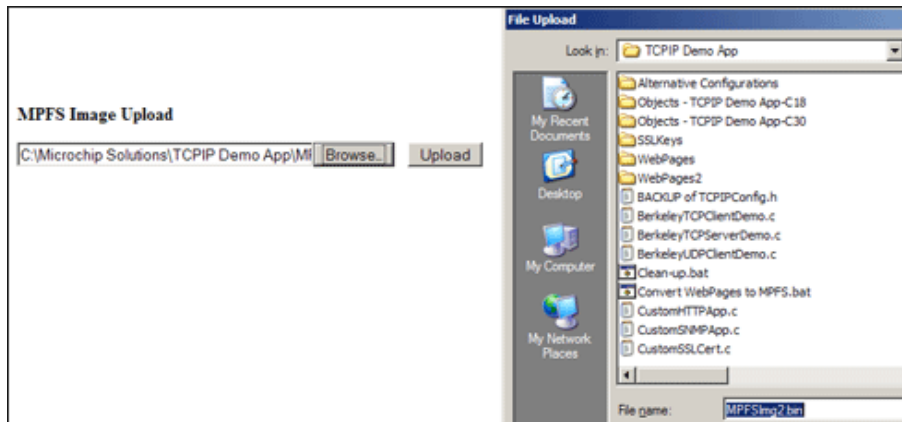 File Upload
Look in: TCPIP Demo App
MPFS Image Upload
C:\Microchip Solutions\TCPIP Demo App\MF Browse... Upload
My Recent
Documents
Desktop
My Computer
My Network
Places
Alternative Configurations
Objects - TCPIP Demo App-C18
Objects - TCPIP Demo App-C30
SSLKeys
WebPages
WebPages2
BACKUP of TCPIPConfig.h
BerkeleyTCPClientDemo.c
BerkeleyTCPServerDemo.c
BerkeleyUDPClientDemo.c
Clean-up.bat
Convert WebPages to MPFS.bat
CustomHTTPApp.c
CustomSNMPApp.c
CustomSSLCert.c
File name: MPFSImg2.bin